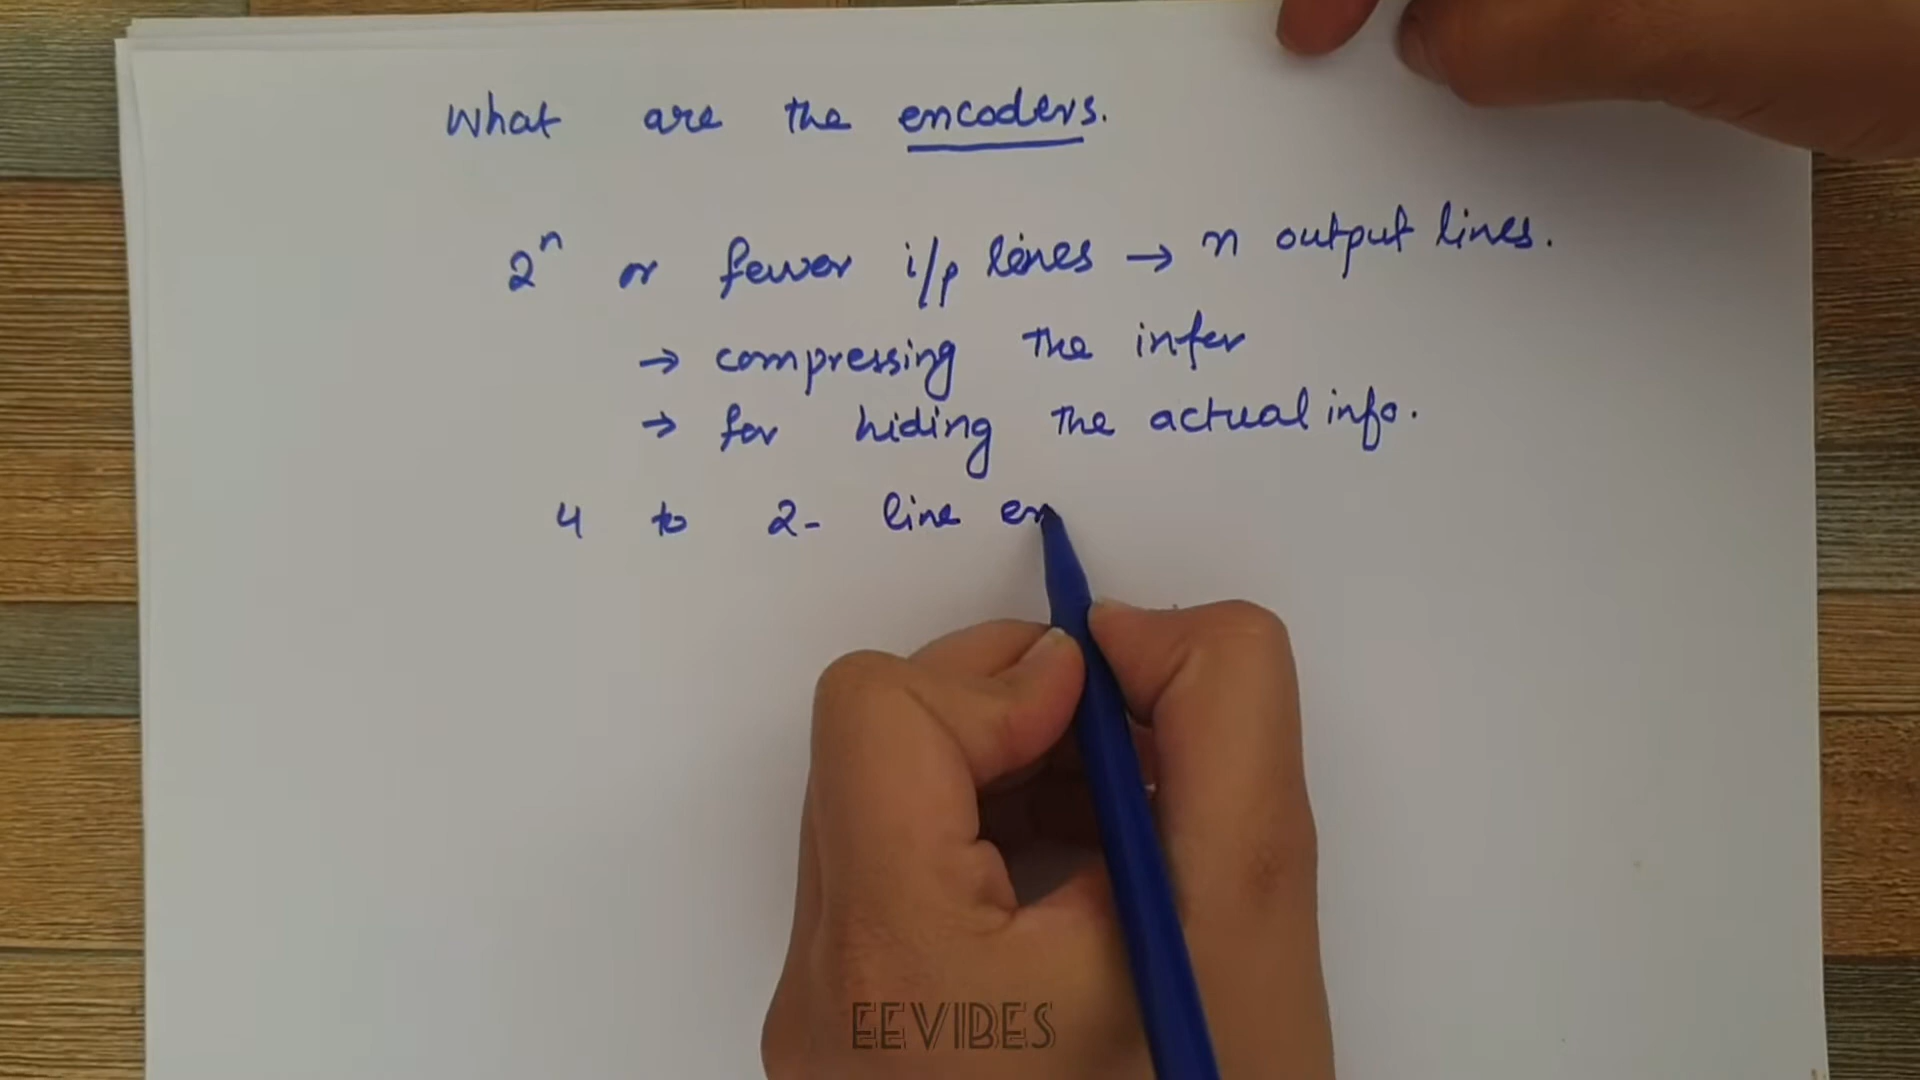 What are the encoders.
2^n or fewer i/p lines → n output lines.
→ compressing the infor
→ for hiding the actual info.
4 to 2- line en
EEVIBES